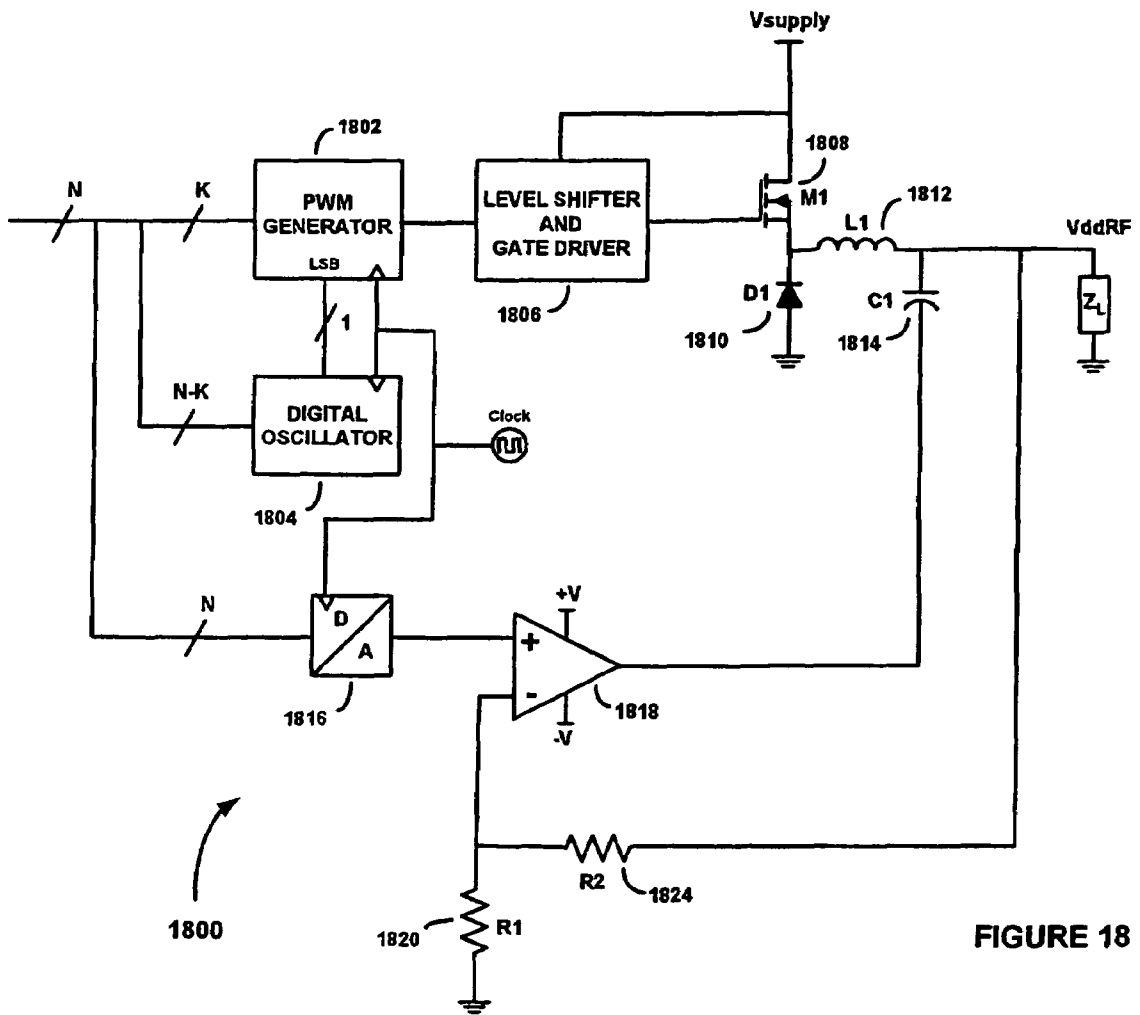 Vsupply
1802
N
K
PWM
GENERATOR
LSB
LEVEL SHIFTER
AND
GATE DRIVER
1808
M1
1812
L1
VddRF
1
1806
D1
1810
C1
1814
ZL
N-K
DIGITAL
OSCILLATOR
Clock
1804
N
D
A
+V
+
-
-V
1816
1818
R2
1824
1800
1820
R1
FIGURE 18